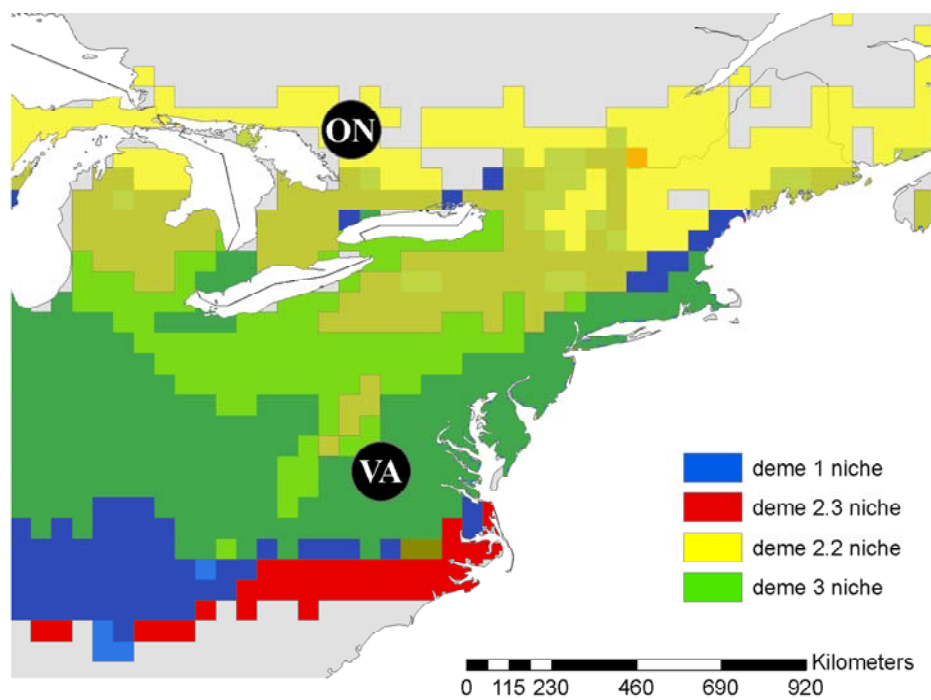 ON
VA
deme 1 niche
deme 2.3 niche
deme 2.2 niche
deme 3 niche
Kilometers
0 115 230 460 690 920